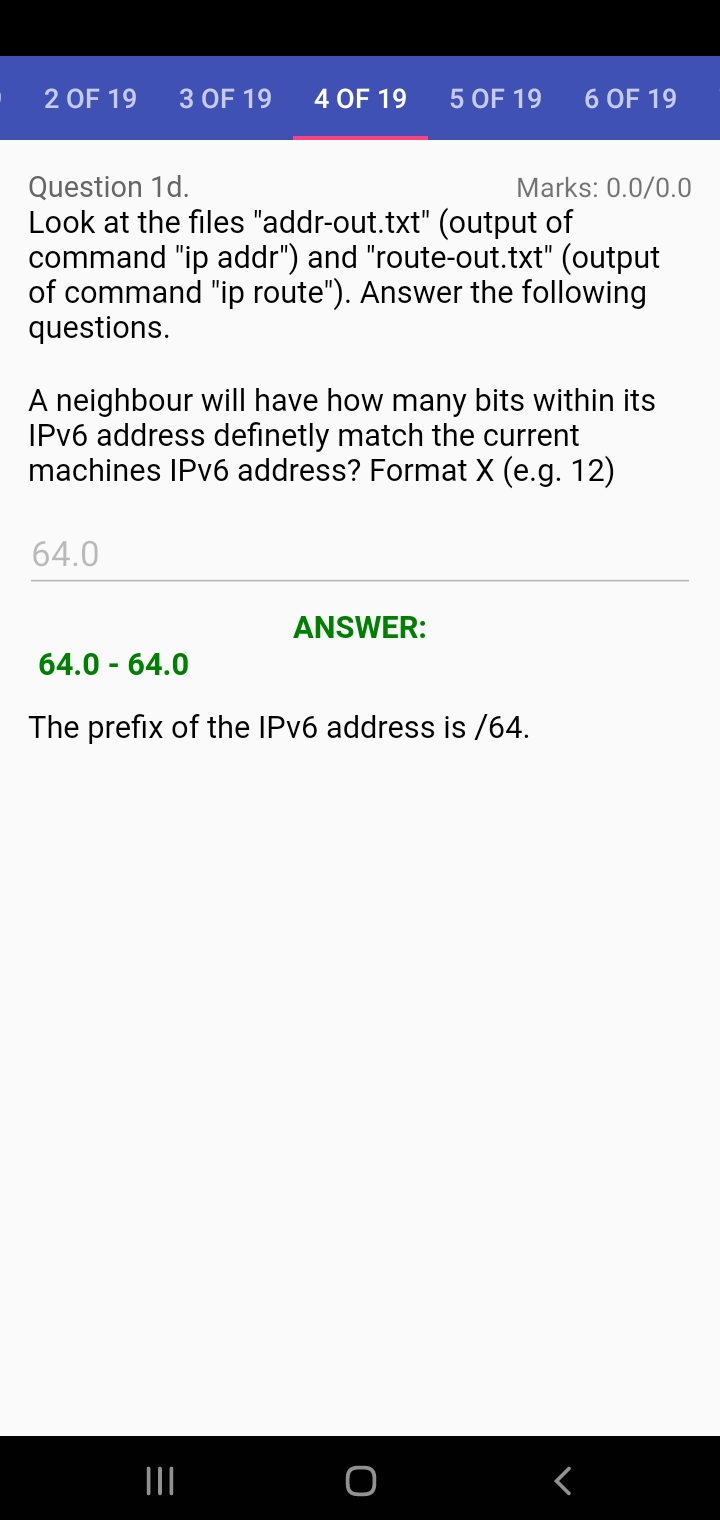 2 OF 19 3 OF 19 4 OF 19 5 OF 19 6 OF 19
Question 1d. Marks: 0.0/0.0
Look at the files "addr-out.txt" (output of
command "ip addr") and "route-out.txt" (output
of command "ip route"). Answer the following
questions.
A neighbour will have how many bits within its
IPv6 address definetly match the current
machines IPv6 address? Format X (e.g. 12)
64.0
ANSWER:
64.0 - 64.0
The prefix of the IPv6 address is /64.